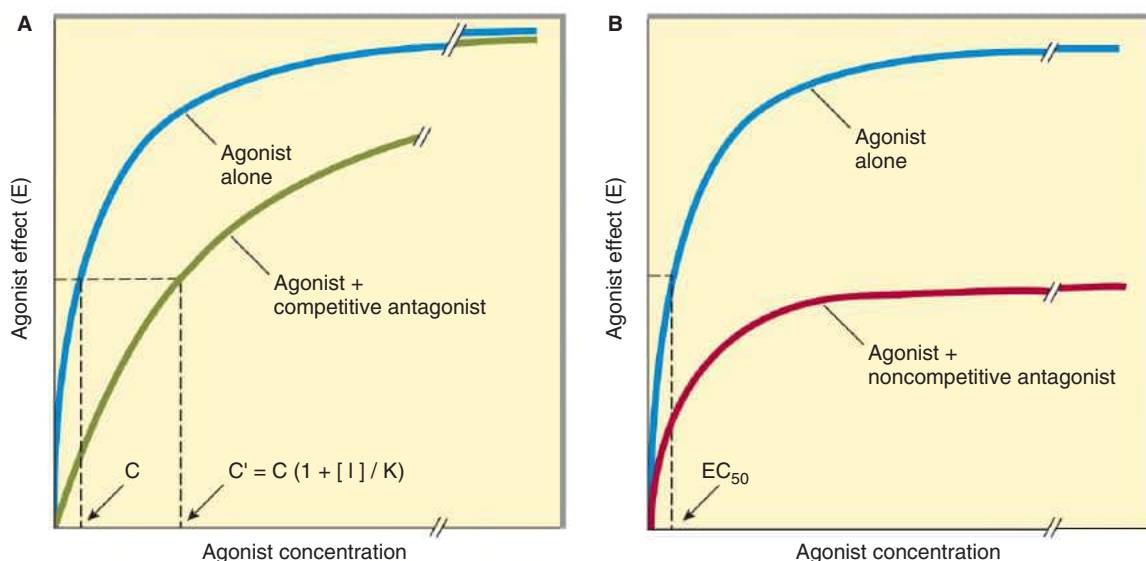 A
Agonist effect (E)
Agonist
alone
Agonist +
competitive antagonist
C
C' = C (1 + [ I ] / K)
Agonist concentration
B
Agonist effect (E)
Agonist
alone
Agonist +
noncompetitive antagonist
EC50
Agonist concentration